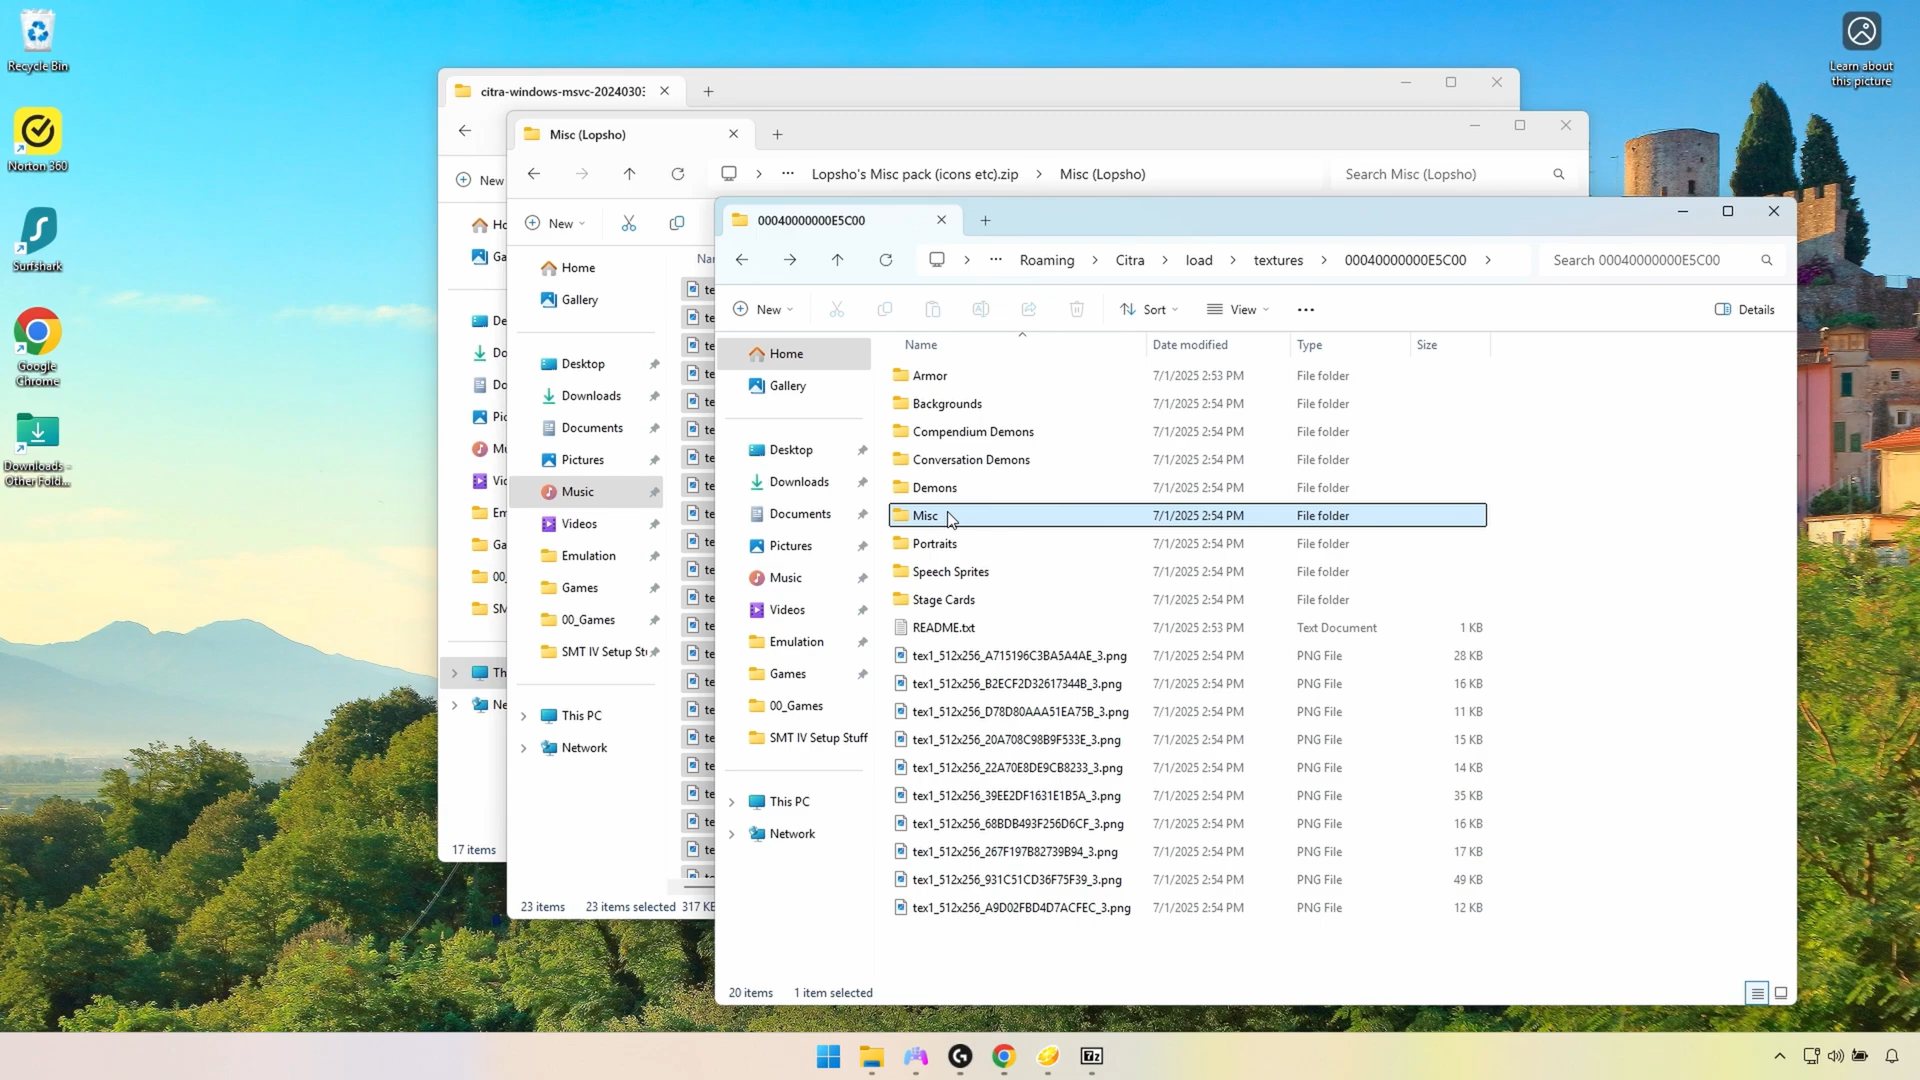 Recycle Bin
Norton 360
Surfshark
Google
Chrome
Downloads -
Other Fold...
Learn about
this picture
citra-windows-msvc-2024030
New
17 items
Misc (Lopsho)
Lopsho's Misc pack (icons etc).zip > Misc (Lopsho)
Search Misc (Lopsho)
New
Home
Gallery
Desktop
Downloads
Documents
Pictures
Music
Videos
Emulation
Games
00_Games
SMT IV Setup St
This PC
Network
23 items 23 items selected 317 KB
00040000000E5C00
Roaming > Citra > load > textures > 00040000000E5C00 >
Search 00040000000E5C00
New Sort View ... Details
Home
Gallery
Desktop
Downloads
Documents
Pictures
Music
Videos
Emulation
Games
00_Games
SMT IV Setup Stuff
This PC
Network
Name Date modified Type Size
Armor 7/1/2025 2:53 PM File folder
Backgrounds 7/1/2025 2:54 PM File folder
Compendium Demons 7/1/2025 2:54 PM File folder
Conversation Demons 7/1/2025 2:54 PM File folder
Demons 7/1/2025 2:54 PM File folder
Misc 7/1/2025 2:54 PM File folder
Portraits 7/1/2025 2:54 PM File folder
Speech Sprites 7/1/2025 2:54 PM File folder
Stage Cards 7/1/2025 2:54 PM File folder
README.txt 7/1/2025 2:53 PM Text Document 1 KB
tex1_512x256_A715196C3BA5A4AE_3.png 7/1/2025 2:54 PM PNG File 28 KB
tex1_512x256_B2ECF2D32617344B_3.png 7/1/2025 2:54 PM PNG File 16 KB
tex1_512x256_D78D80AAA51EA75B_3.png 7/1/2025 2:54 PM PNG File 11 KB
tex1_512x256_20A708C98B9F533E_3.png 7/1/2025 2:54 PM PNG File 15 KB
tex1_512x256_22A70E8DE9CB8233_3.png 7/1/2025 2:54 PM PNG File 14 KB
tex1_512x256_39EE2DF1631E1B5A_3.png 7/1/2025 2:54 PM PNG File 35 KB
tex1_512x256_68BDB493F256D6CF_3.png 7/1/2025 2:54 PM PNG File 16 KB
tex1_512x256_267F197B82739B94_3.png 7/1/2025 2:54 PM PNG File 17 KB
tex1_512x256_931C51CD36F75F39_3.png 7/1/2025 2:54 PM PNG File 49 KB
tex1_512x256_A9D02FBD4D7ACFEC_3.png 7/1/2025 2:54 PM PNG File 12 KB
20 items 1 item selected
7z